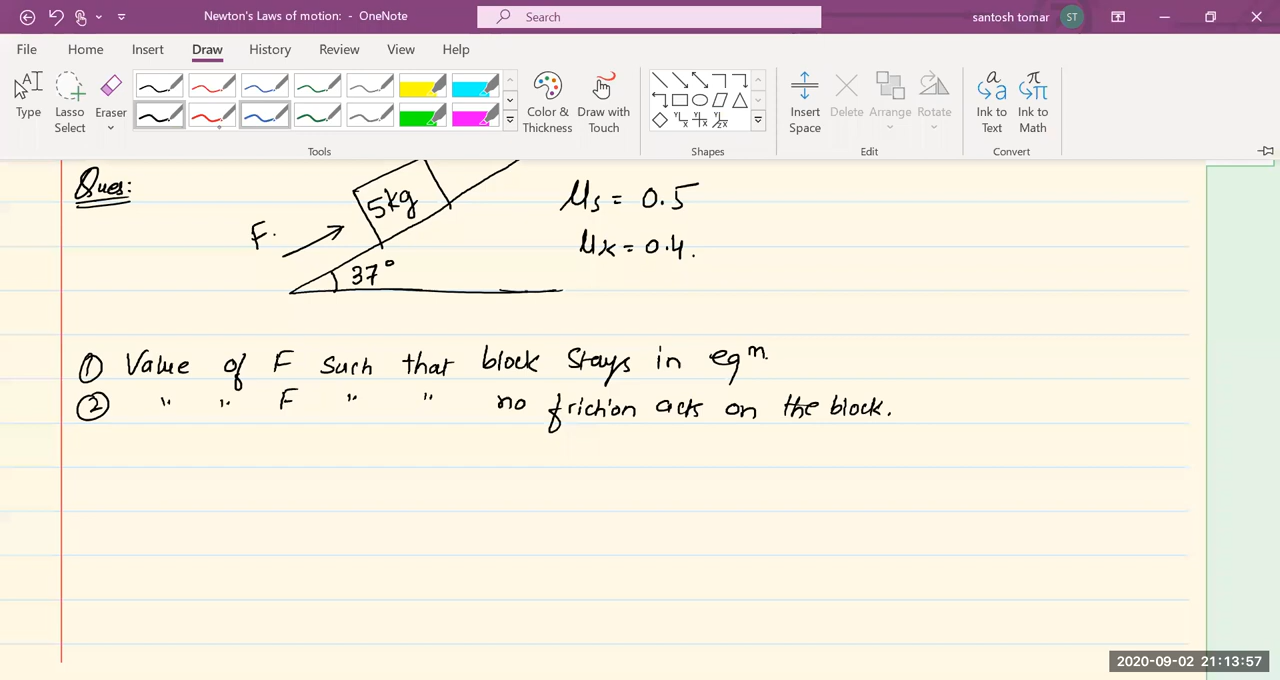 Newton's Laws of motion: - OneNote
Search
santosh tomar
ST
File Home Insert Draw History Review View Help
Type
Lasso Select
Eraser
Color & Thickness
Draw with Touch
Insert Space
Delete
Arrange
Rotate
Ink to Text
Ink to Math
Tools
Shapes
Edit
Convert
Ques:
5kg
F.
37°
μs = 0.5
μk = 0.4.
① Value of F such that block stays in eqⁿ.
② " " F " " no friction acts on the block.
2020-09-02 21:13:57